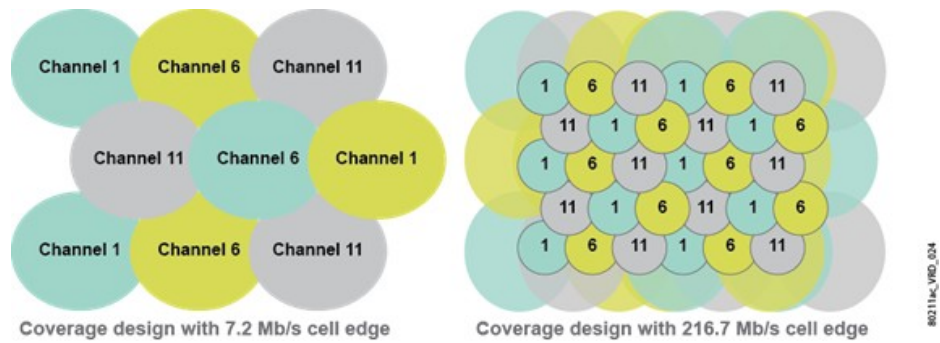 Channel 1 Channel 6 Channel 11
Channel 11 Channel 6 Channel 1
Channel 1 Channel 6 Channel 11
Coverage design with 7.2 Mb/s cell edge
1 6 11 1 6 11
11 1 6 11 1 6
1 6 11 1 6 11
11 1 6 11 1 6
1 6 11 1 6 11
Coverage design with 216.7 Mb/s cell edge
80211ac_VRD_024